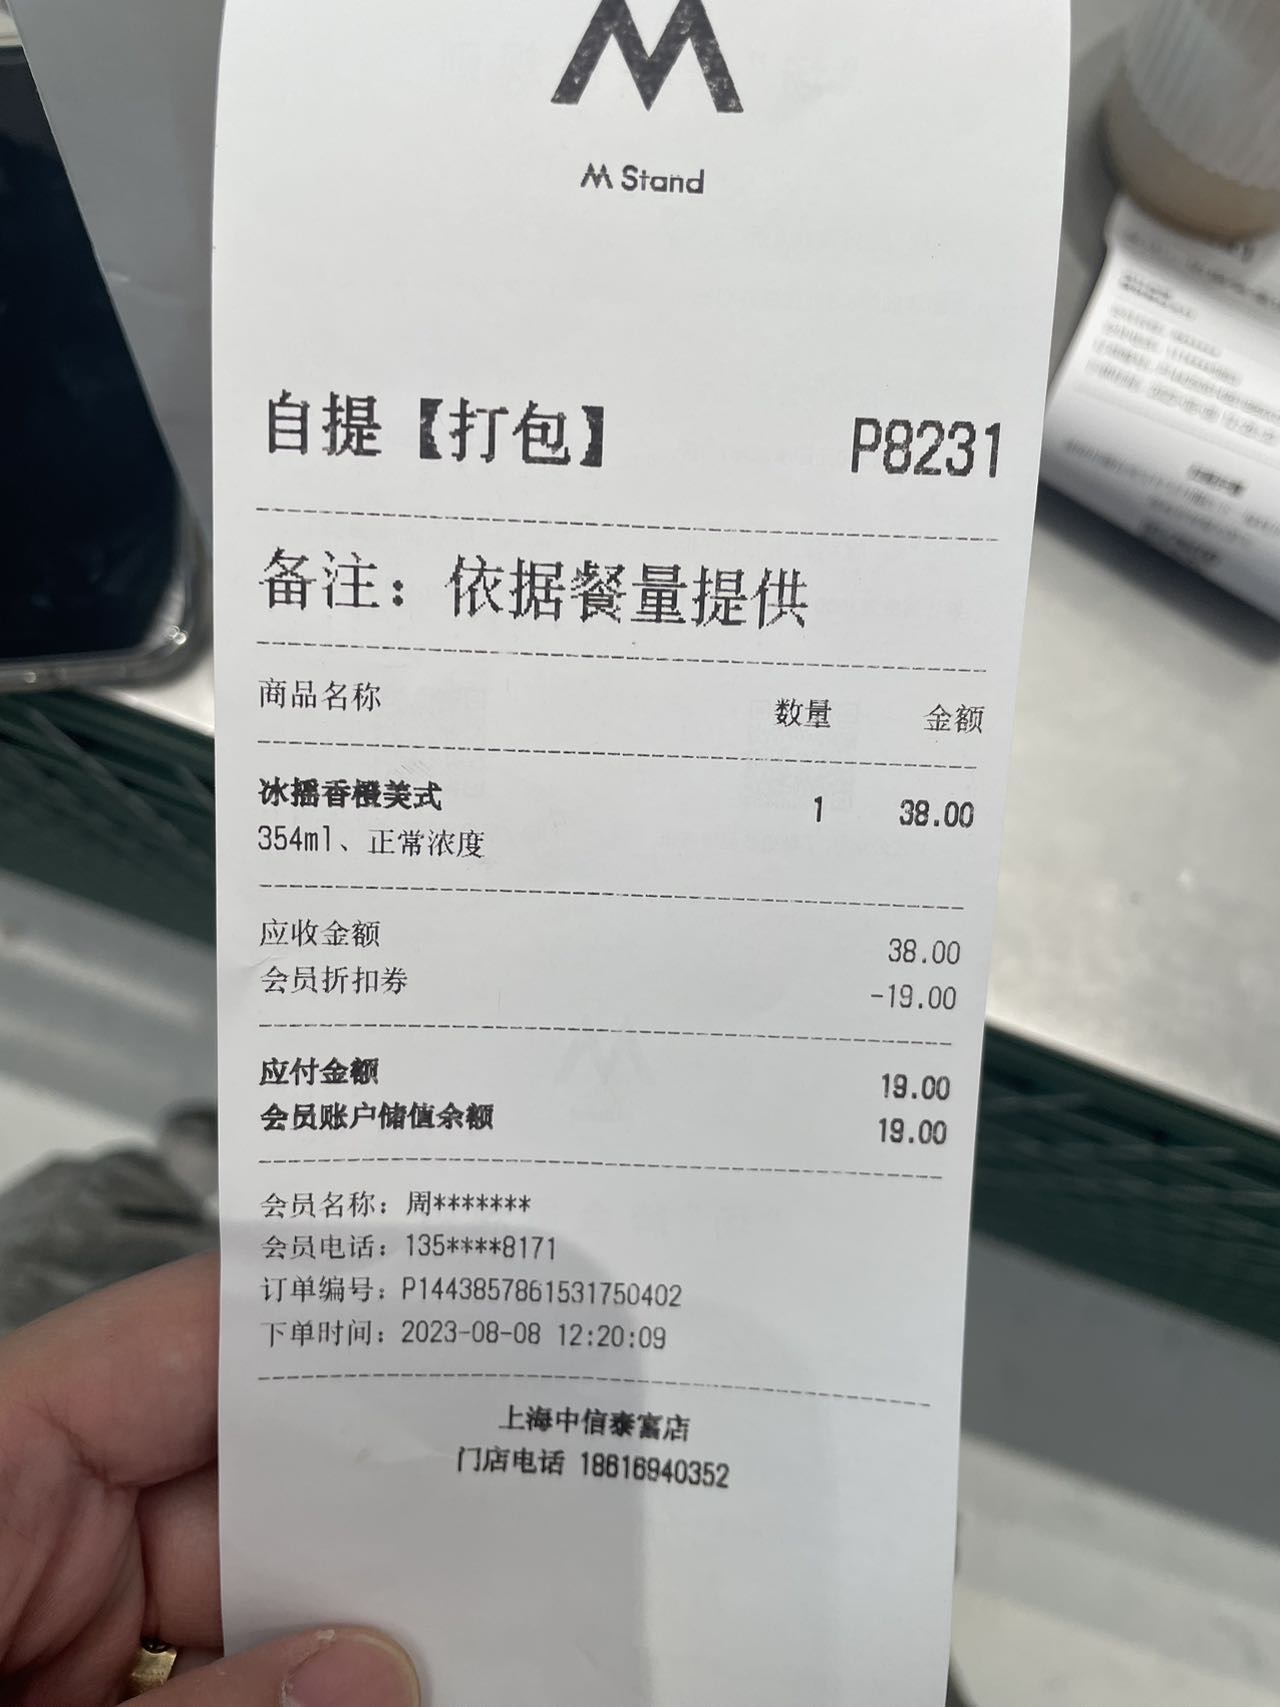 M Stand
自提【打包】 P8231
备注：依据餐量提供
商品名称 数量 金额
冰摇香橙美式 1 38.00
354ml、正常浓度
应收金额 38.00
会员折扣券 -19.00
应付金额 19.00
会员账户储值余额 19.00
会员名称：周*******
会员电话：135****8171
订单编号：P1443857861531750402
下单时间：2023-08-08 12:20:09
上海中信泰富店
门店电话 18616940352